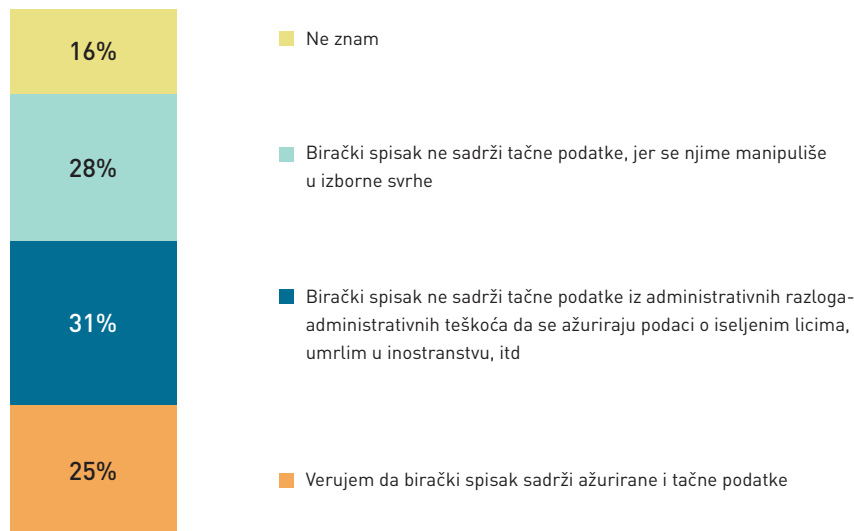 16%
Ne znam
28%
Birački spisak ne sadrži tačne podatke, jer se njime manipuliše
u izborne svrhe
31%
Birački spisak ne sadrži tačne podatke iz administrativnih razloga-
administrativnih teškoća da se ažuriraju podaci o iseljenim licima,
umrlim u inostranstvu, itd
25%
Verujem da birački spisak sadrži ažurirane i tačne podatke